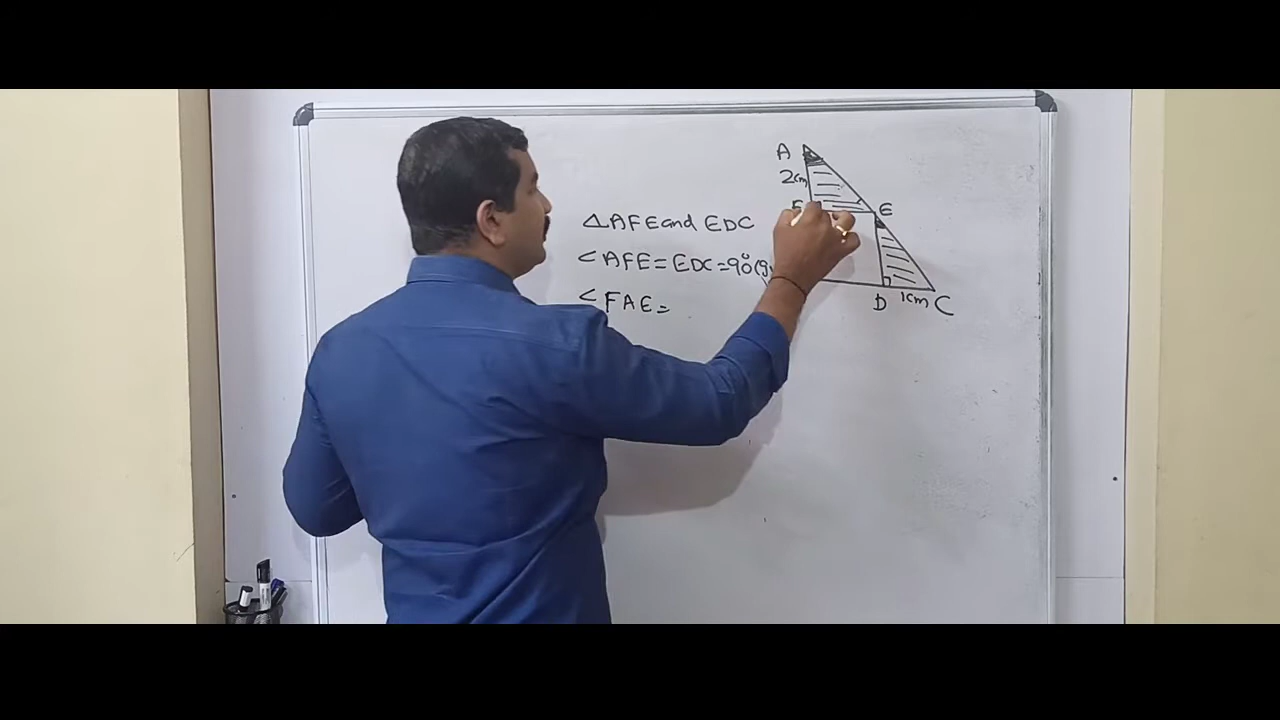 A
2cm
F
E
△AFE and EDC
<AFE = EDC = 90°
<FAE =
D
1cm
C